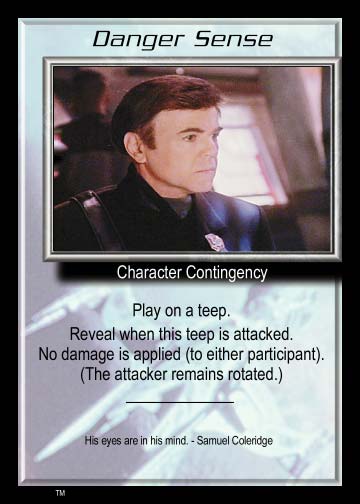 Danger Sense
Character Contingency
Play on a teep.
Reveal when this teep is attacked.
No damage is applied (to either participant).
(The attacker remains rotated.)
His eyes are in his mind. - Samuel Coleridge
TM